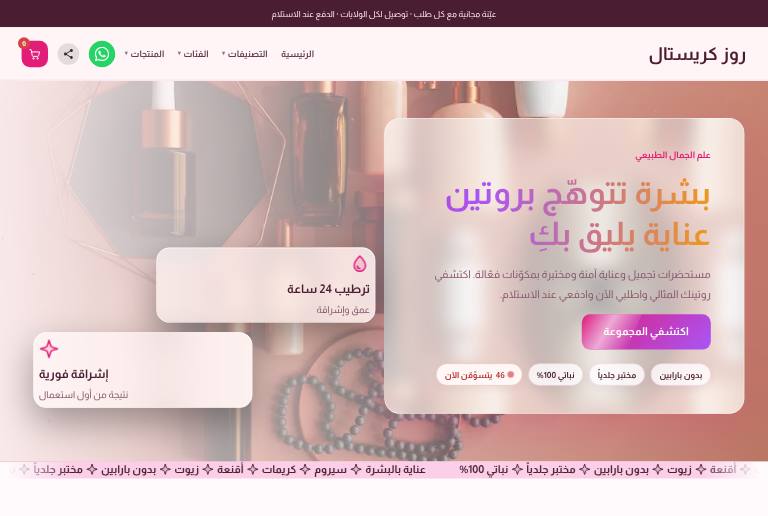 عيّنة مجانية مع كل طلب • توصيل لكل الولايات • الدفع عند الاستلام
روز كريستال
الرئيسية
التصنيفات
الفئات
المنتجات
0
علم الجمال الطبيعي
بشرة تتوهّج بروتين
عناية يليق بكِ
مستحضرات تجميل وعناية آمنة ومختبرة بمكوّنات فعّالة. اكتشفي
روتينك المثالي واطلبي الآن وادفعي عند الاستلام.
اكتشفي المجموعة
بدون بارابين
مختبر جلدياً
نباتي 100%
46 يتسوّقن الآن
ترطيب 24 ساعة
عمق وإشراقة
إشراقة فورية
نتيجة من أول استعمال
أقنعة ✧ زيوت ✧ بدون بارابين ✧ مختبر جلدياً ✧ نباتي 100% عناية بالبشرة ✧ سيروم ✧ كريمات ✧ أقنعة ✧ زيوت ✧ بدون بارابين ✧ مختبر جلدياً